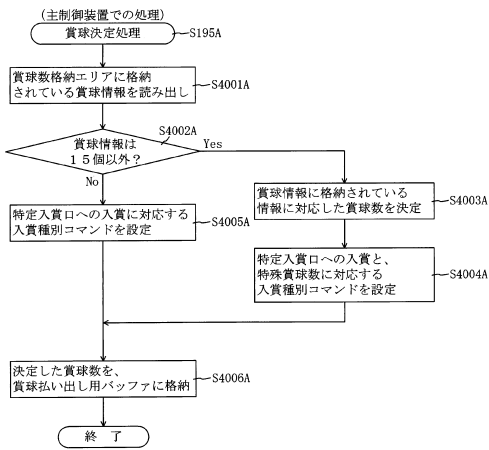 (主制御装置での処理)
賞球決定処理
S195A
賞球数格納エリアに格納
されている賞球情報を読み出し
S4001A
S4002A
賞球情報は
15個以外?
Yes
No
賞球情報に格納されている
情報に対応した賞球数を決定
S4003A
特定入賞口への入賞に対応する
入賞種別コマンドを設定
S4005A
特定入賞口への入賞と、
特殊賞球数に対応する
入賞種別コマンドを設定
S4004A
決定した賞球数を、
賞球払い出し用バッファに格納
S4006A
終了